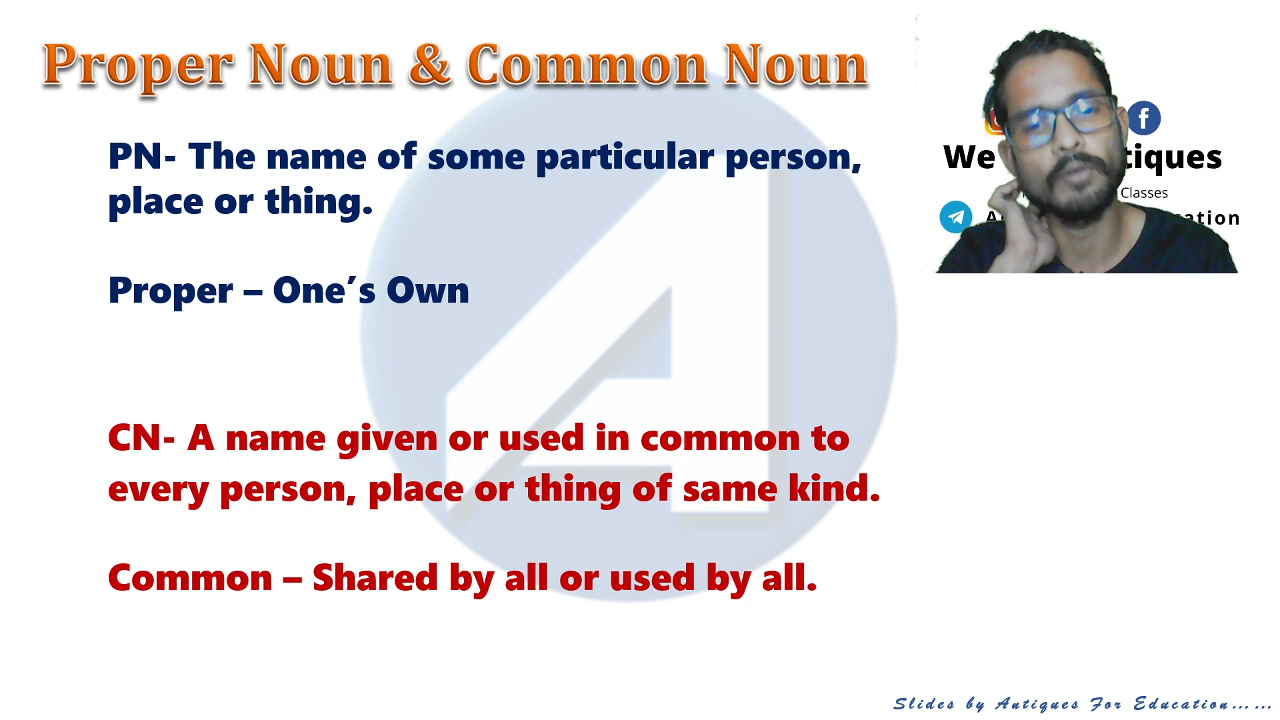 Proper Noun & Common Noun
PN- The name of some particular person,
place or thing.
Proper – One’s Own
CN- A name given or used in common to
every person, place or thing of same kind.
Common – Shared by all or used by all.
We tiques
Classes
A ation
Slides by Antiques For Education……